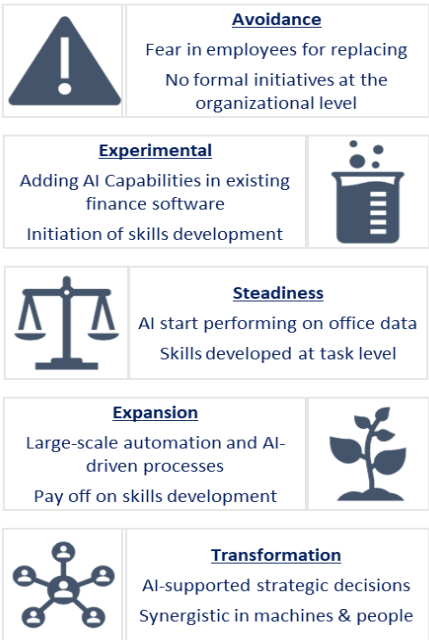 Avoidance
Fear in employees for replacing
No formal initiatives at the
organizational level
Experimental
Adding AI Capabilities in existing
finance software
Initiation of skills development
Steadiness
AI start performing on office data
Skills developed at task level
Expansion
Large-scale automation and AI-
driven processes
Pay off on skills development
Transformation
AI-supported strategic decisions
Synergistic in machines & people